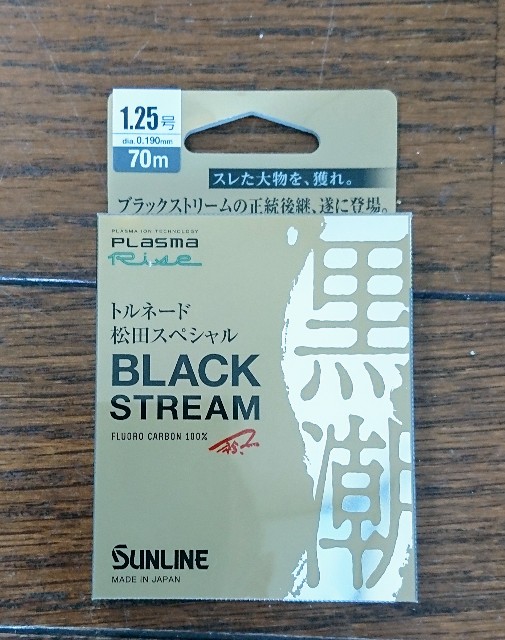 1.25号
dia.0.190mm
70m
スレた大物を、獲れ。
ブラックストリームの正統後継、遂に登場。
PLASMA ION TECHNOLOGY
PLASMA
Rise
トルネード
松田スペシャル
BLACK
STREAM
FLUORO CARBON 100%
黒潮
SUNLINE
MADE IN JAPAN